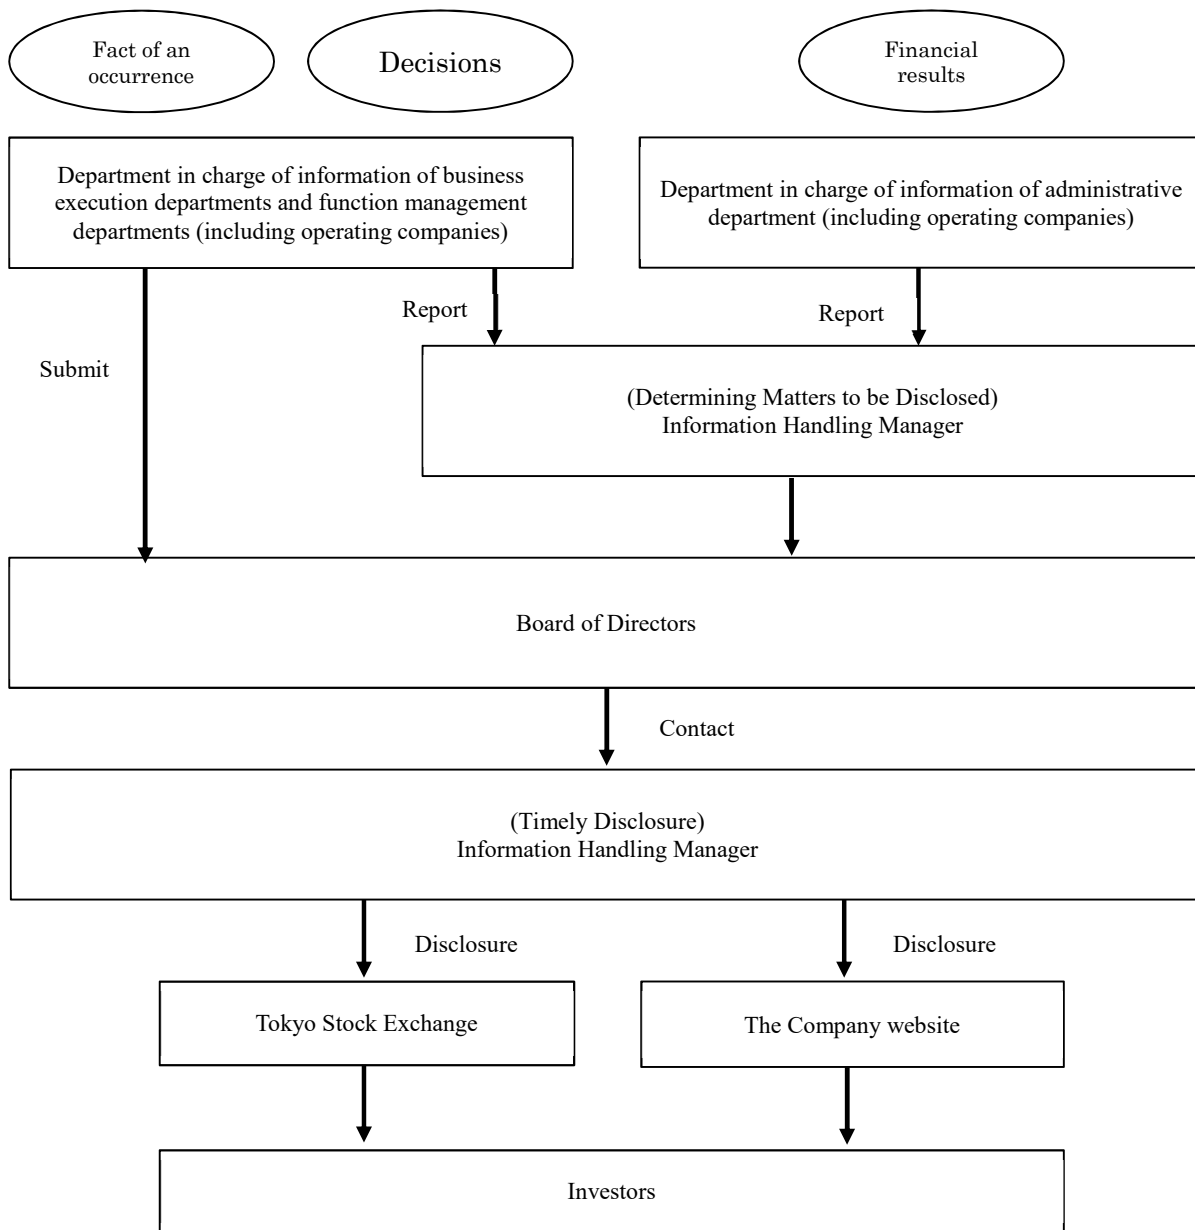 Fact of an
occurrence
Decisions
Financial
results
Department in charge of information of business
execution departments and function management
departments (including operating companies)
Department in charge of information of administrative
department (including operating companies)
Report
Report
Submit
(Determining Matters to be Disclosed)
Information Handling Manager
Board of Directors
Contact
(Timely Disclosure)
Information Handling Manager
Disclosure
Disclosure
Tokyo Stock Exchange
The Company website
Investors